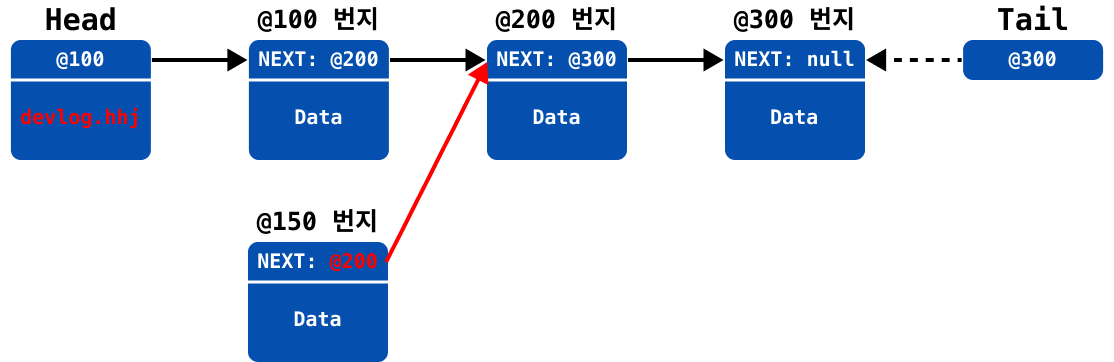 Head
@100 번지
@200 번지
@300 번지
Tail
@100
NEXT: @200
NEXT: @300
NEXT: null
@300
devlog.hhj
Data
Data
Data
@150 번지
NEXT: @200
Data